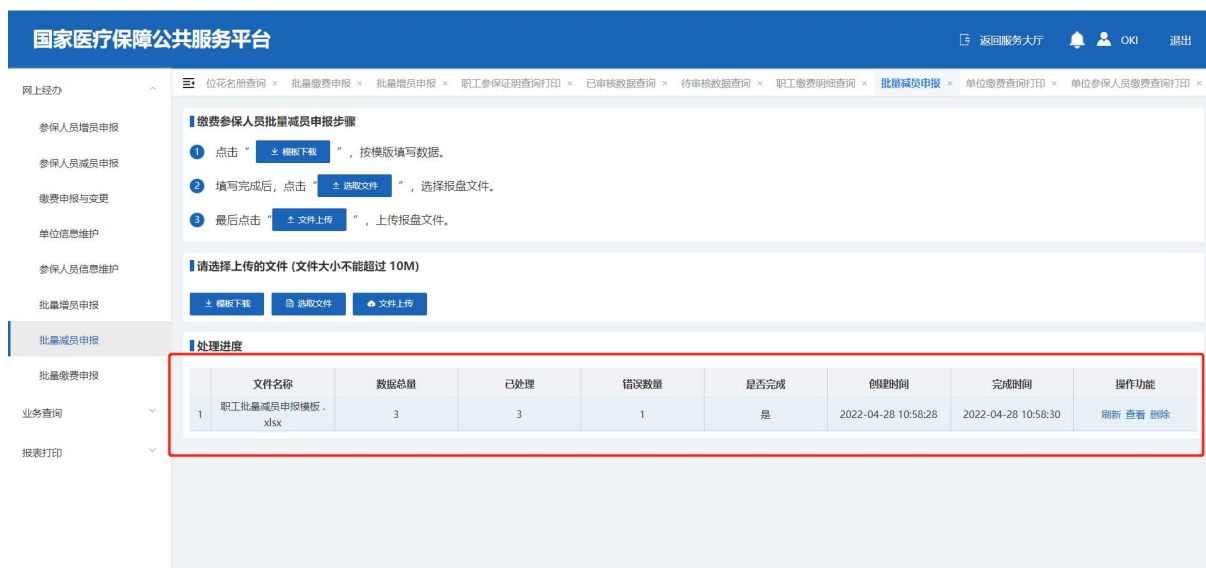 国家医疗保障公共服务平台
返回服务大厅 OKI 退出
网上经办
参保人员增员申报
参保人员减员申报
缴费申报与变更
单位信息维护
参保人员信息维护
批量增员申报
批量减员申报
批量缴费申报
业务查询
报表打印
位花名册查询 × 批量缴费申报 × 批量增员申报 × 职工参保证明查询打印 × 已审核数据查询 × 待审核数据查询 × 职工缴费明细查询 × 批量减员申报 × 单位缴费查询打印 × 单位参保人员缴费查询打印 ×
缴费参保人员批量减员申报步骤
1 点击“ 模板下载 ”，按模版填写数据。
2 填写完成后，点击“ 选取文件 ”，选择报盘文件。
3 最后点击“ 文件上传 ”，上传报盘文件。
请选择上传的文件 (文件大小不能超过 10M)
模板下载 选取文件 文件上传
处理进度
文件名称 数据总量 已处理 错误数量 是否完成 创建时间 完成时间 操作功能
1 职工批量减员申报模板.xlsx 3 3 1 是 2022-04-28 10:58:28 2022-04-28 10:58:30 刷新 查看 删除